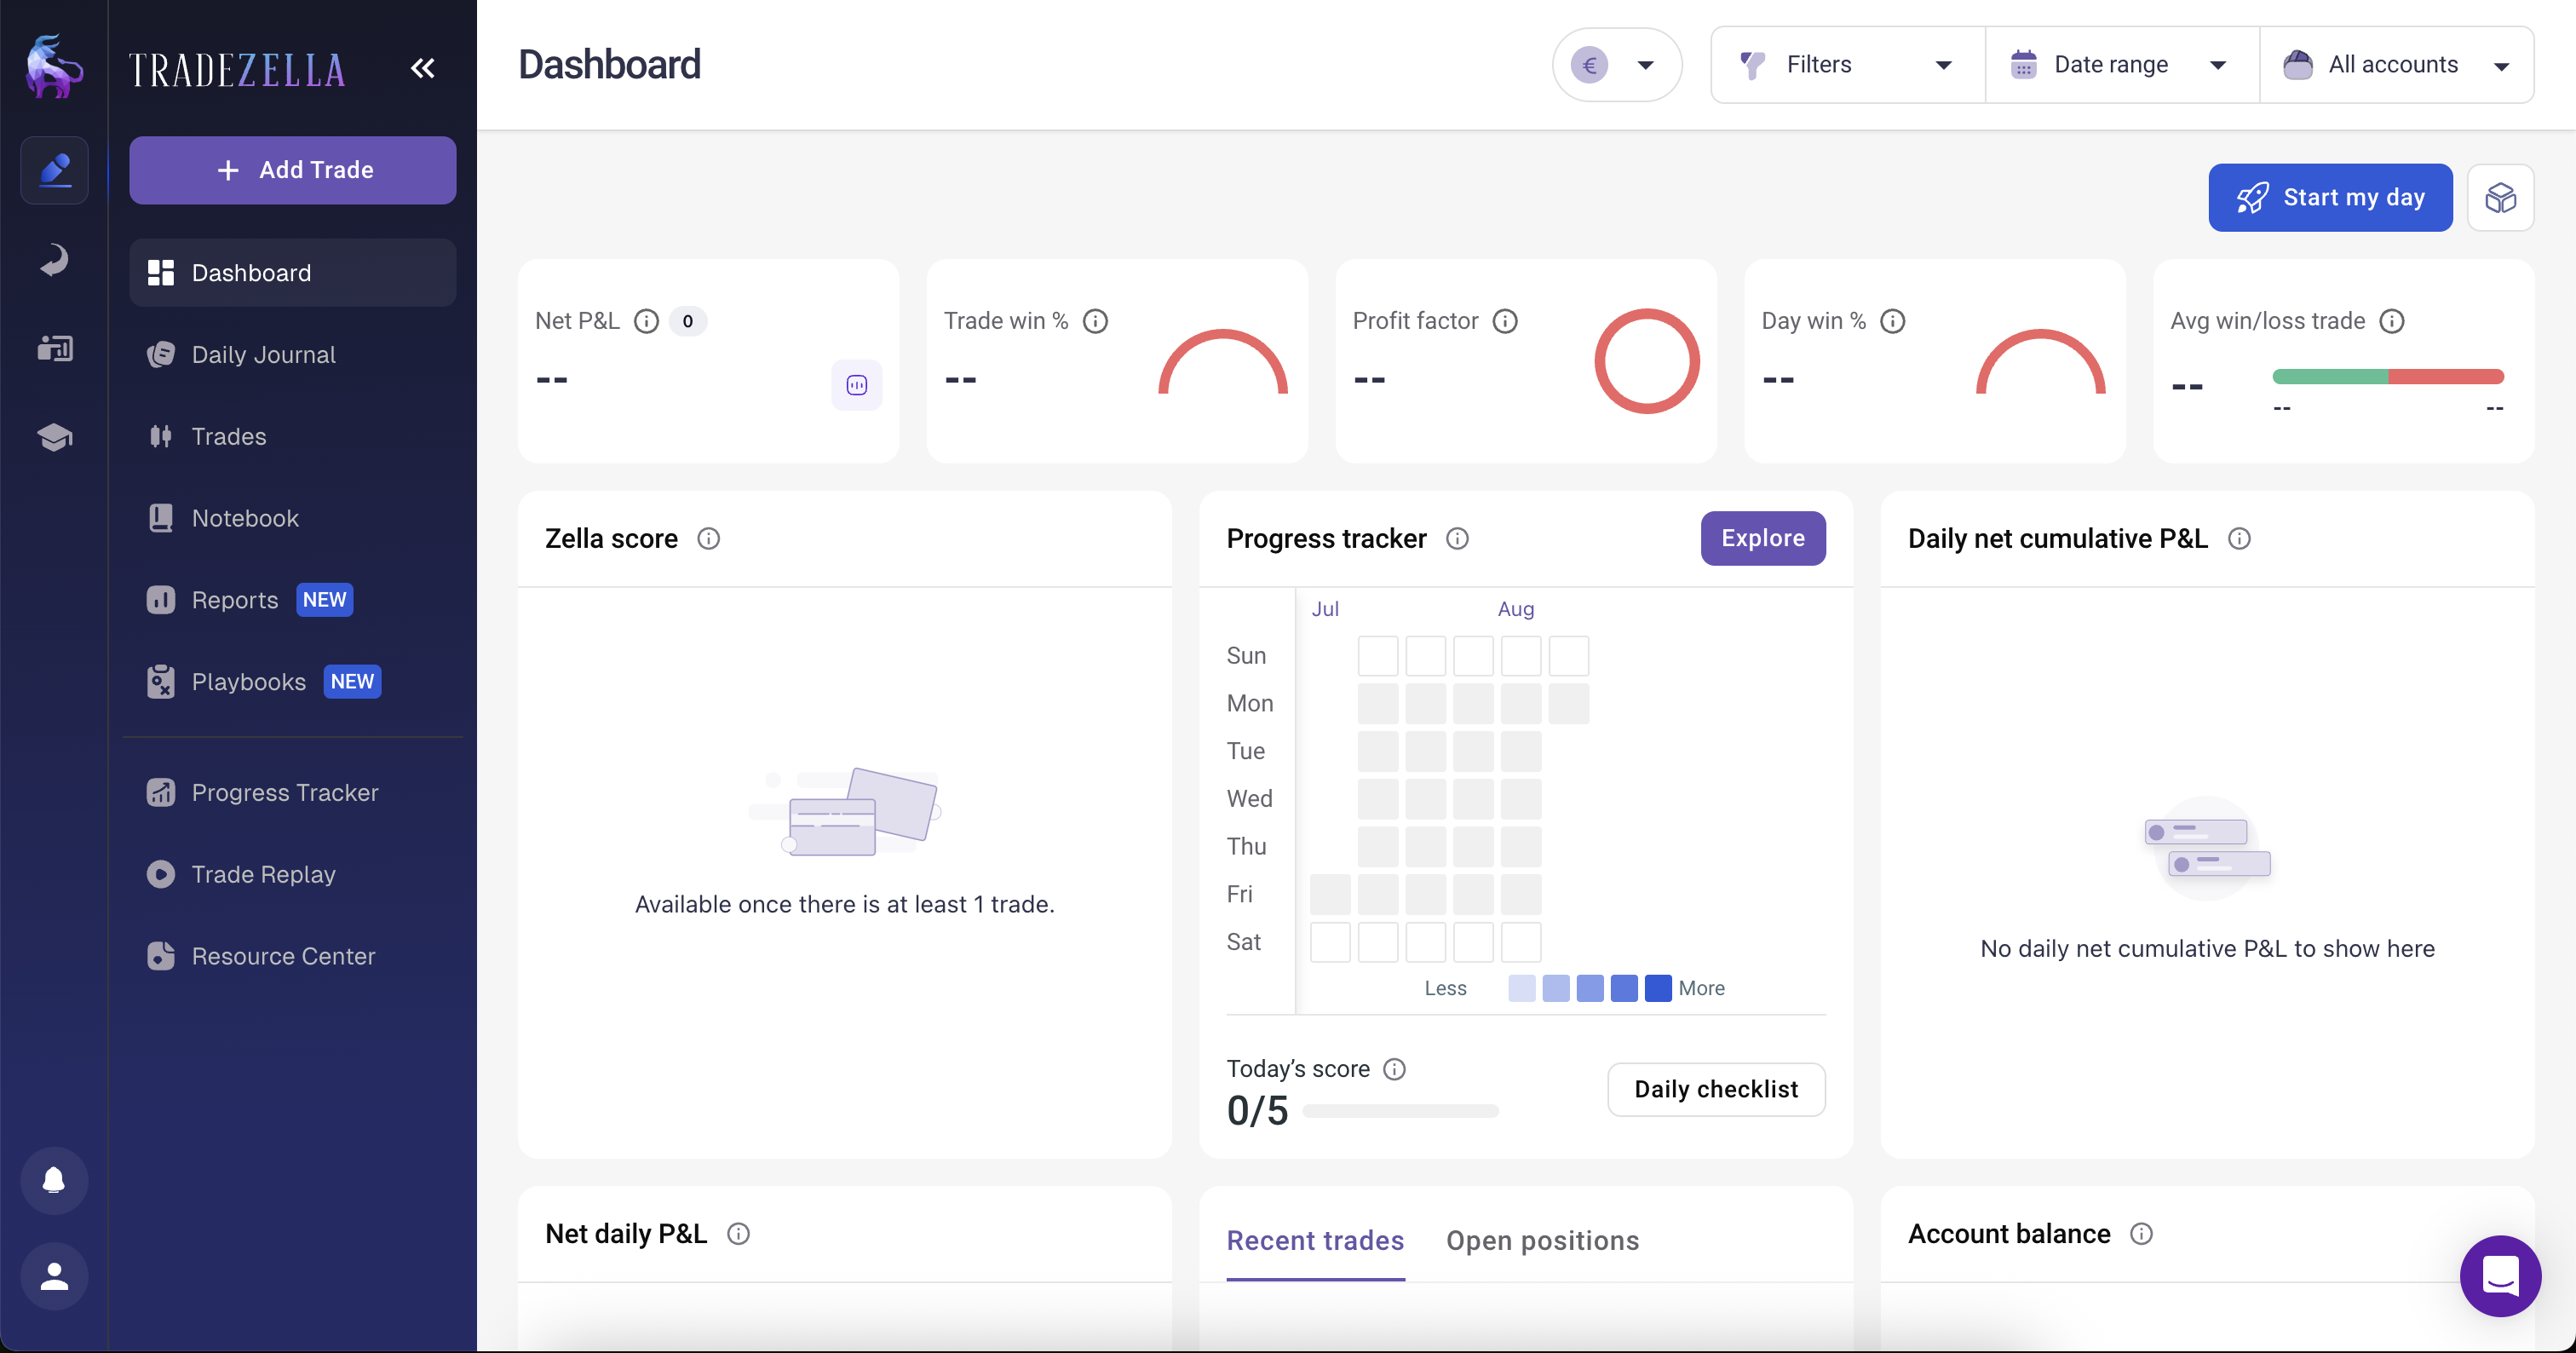 TRADEZELLA
Add Trade
Dashboard
Daily Journal
Trades
Notebook
Reports NEW
Playbooks NEW
Progress Tracker
Trade Replay
Resource Center
Dashboard
€
Filters
Date range
All accounts
Start my day
Net P&L 0
--
Trade win %
--
Profit factor
--
Day win %
--
Avg win/loss trade
--
-- --
Zella score
Available once there is at least 1 trade.
Progress tracker
Explore
Jul Aug
Sun
Mon
Tue
Wed
Thu
Fri
Sat
Less More
Today’s score
0/5
Daily checklist
Daily net cumulative P&L
No daily net cumulative P&L to show here
Net daily P&L
Recent trades Open positions
Account balance